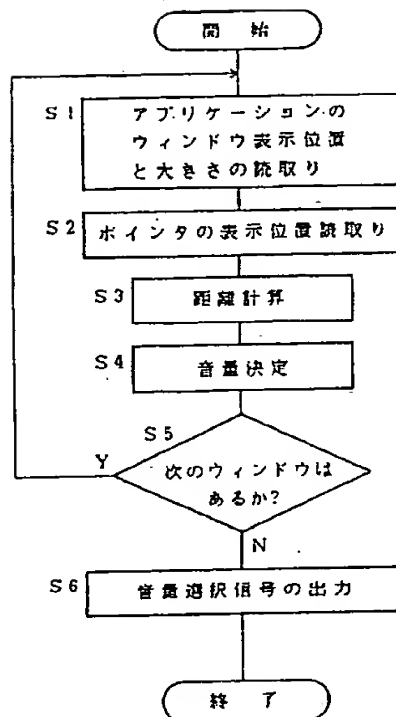 開始
S1
アプリケーションの
ウィンドウ表示位置
と大きさの読取り
S2
ポインタの表示位置読取り
S3
距離計算
S4
音量決定
S5
Y
次のウィンドウは
あるか?
N
S6
音量選択信号の出力
終了